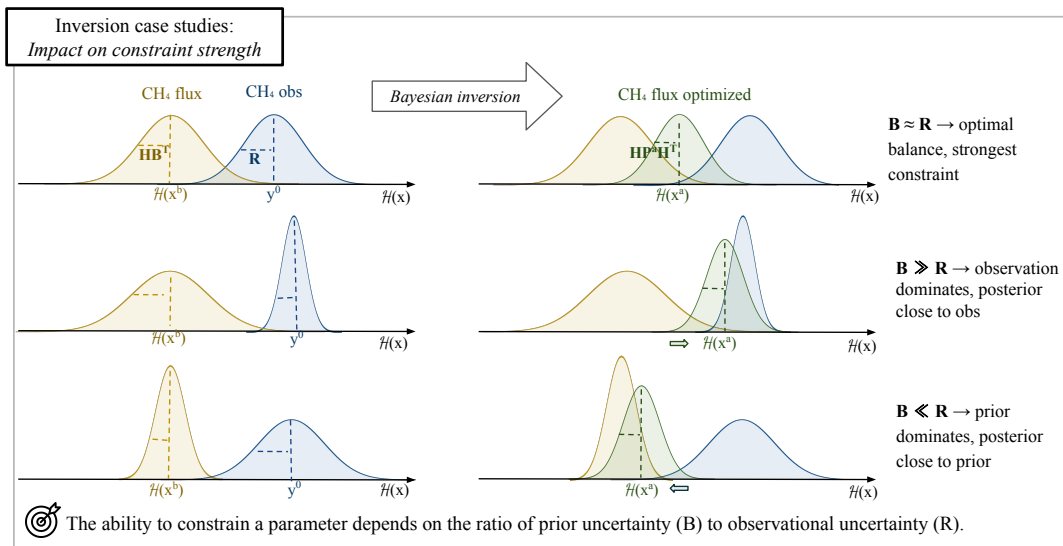 Inversion case studies:
Impact on constraint strength
CH₄ flux
CH₄ obs
Bayesian inversion
CH₄ flux optimized
HBᵀ
R
HPᵃHᵀ
ℋ(xᵇ)
y⁰
ℋ(x)
ℋ(xᵃ)
ℋ(x)
B ≈ R → optimal
balance, strongest
constraint
ℋ(xᵇ)
y⁰
ℋ(x)
ℋ(xᵃ)
ℋ(x)
B ≫ R → observation
dominates, posterior
close to obs
ℋ(xᵇ)
y⁰
ℋ(x)
ℋ(xᵃ)
ℋ(x)
B ≪ R → prior
dominates, posterior
close to prior
The ability to constrain a parameter depends on the ratio of prior uncertainty (B) to observational uncertainty (R).